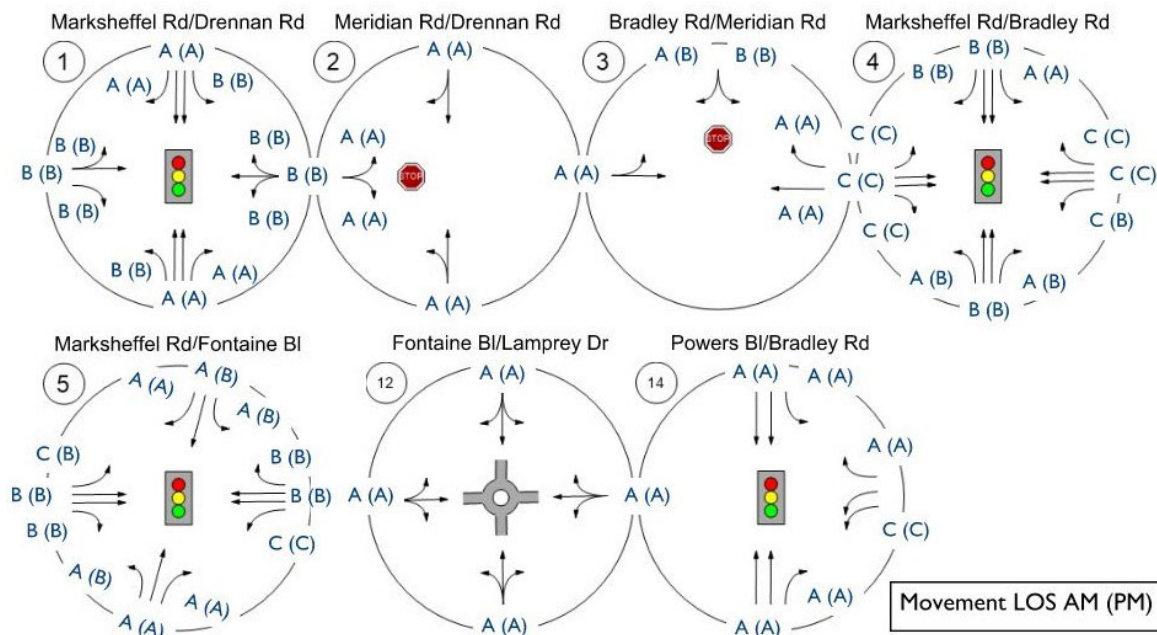 Marksheffel Rd/Drennan Rd
Meridian Rd/Drennan Rd
Bradley Rd/Meridian Rd
Marksheffel Rd/Bradley Rd
1
A (A)
A (A)
B (B)
B (B)
B (B)
B (B)
B (B)
B (B)
B (B)
B (B)
A (A)
A (A)
2
A (A)
A (A)
STOP
A (A)
A (A)
3
A (B)
B (B)
STOP
A (A)
A (A)
A (A)
4
B (B)
B (B)
A (A)
C (C)
C (C)
C (C)
C (C)
C (C)
C (B)
A (B)
A (B)
B (B)
Marksheffel Rd/Fontaine Bl
Fontaine Bl/Lamprey Dr
Powers Bl/Bradley Rd
5
A (B)
A (A)
A (B)
C (B)
B (B)
B (B)
B (B)
B (B)
C (C)
A (B)
A (A)
A (A)
12
A (A)
A (A)
A (A)
A (A)
14
A (A)
A (A)
A (A)
C (C)
A (A)
A (A)
Movement LOS AM (PM)